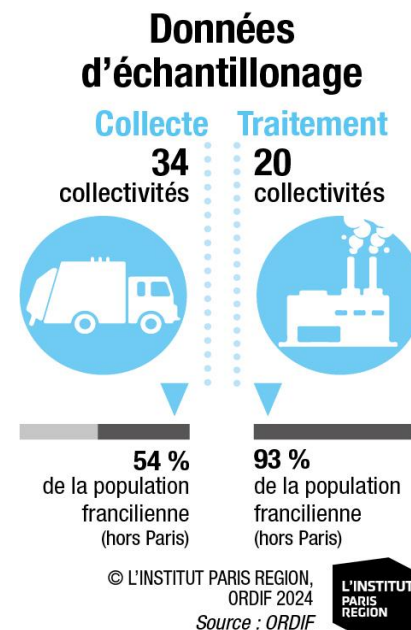 Données
d’échantillonage
Collecte
34
collectivités
Traitement
20
collectivités
54 %
de la population
francilienne
(hors Paris)
93 %
de la population
francilienne
(hors Paris)
© L’INSTITUT PARIS REGION,
ORDIF 2024
Source : ORDIF
L’INSTITUT
PARIS
REGION